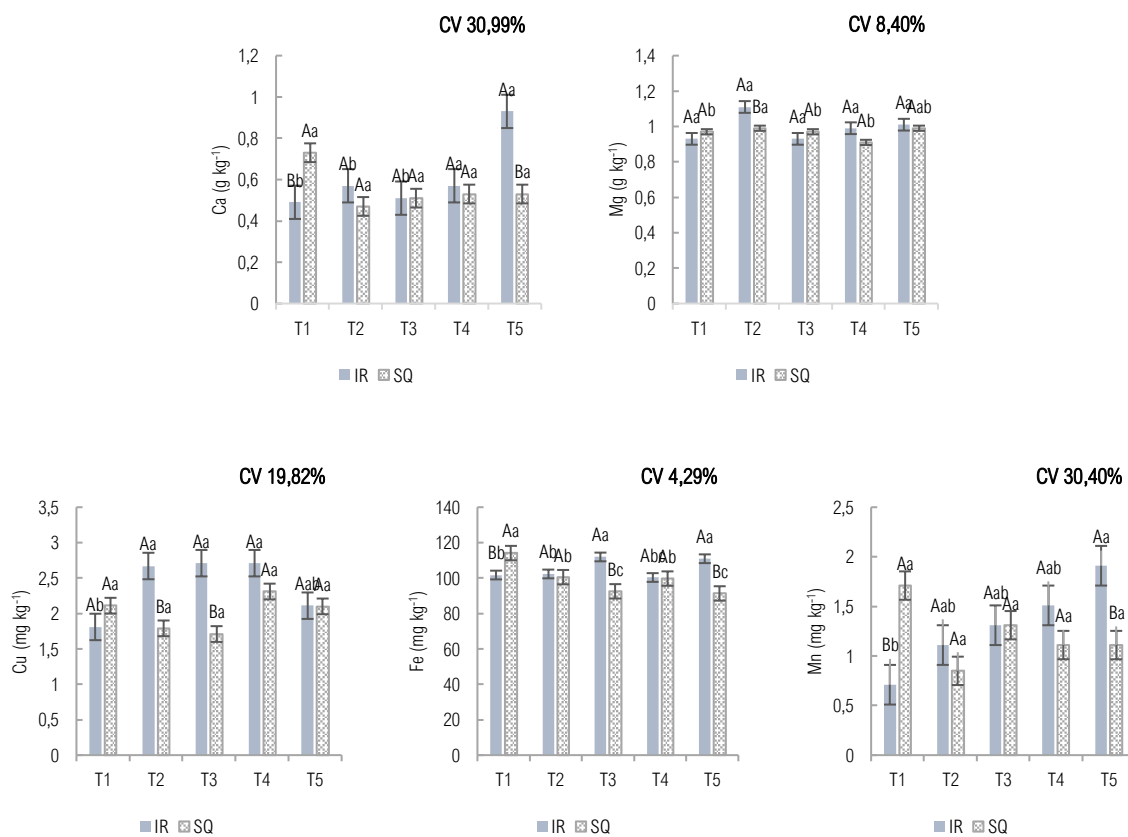 CV 30,99%
1,2
1
0,8
0,6
0,4
0,2
0
Ca (g kg⁻¹)
Bb Aa Ab Aa Ab Aa Aa Aa Aa Ba
T1 T2 T3 T4 T5
IR SQ
CV 8,40%
1,4
1,2
1
0,8
0,6
0,4
0,2
0
Mg (g kg⁻¹)
Aa Ab Aa Ba Aa Ab Aa Ab Aa Aab
T1 T2 T3 T4 T5
IR SQ
CV 19,82%
3,5
3
2,5
2
1,5
1
0,5
0
Cu (mg kg⁻¹)
Ab Aa Aa Ba Aa Ba Aa Aa Aab Aa
T1 T2 T3 T4 T5
IR SQ
CV 4,29%
140
120
100
80
60
40
20
0
Fe (mg kg⁻¹)
Bb Aa Ab Ab Aa Bc Abc Ab Aa Bc
T1 T2 T3 T4 T5
IR SQ
CV 30,40%
2,5
2
1,5
1
0,5
0
Mn (mg kg⁻¹)
Bb Aa Aab Aa Aab Aa Aab Aa Aa Ba
T1 T2 T3 T4 T5
IR SQ